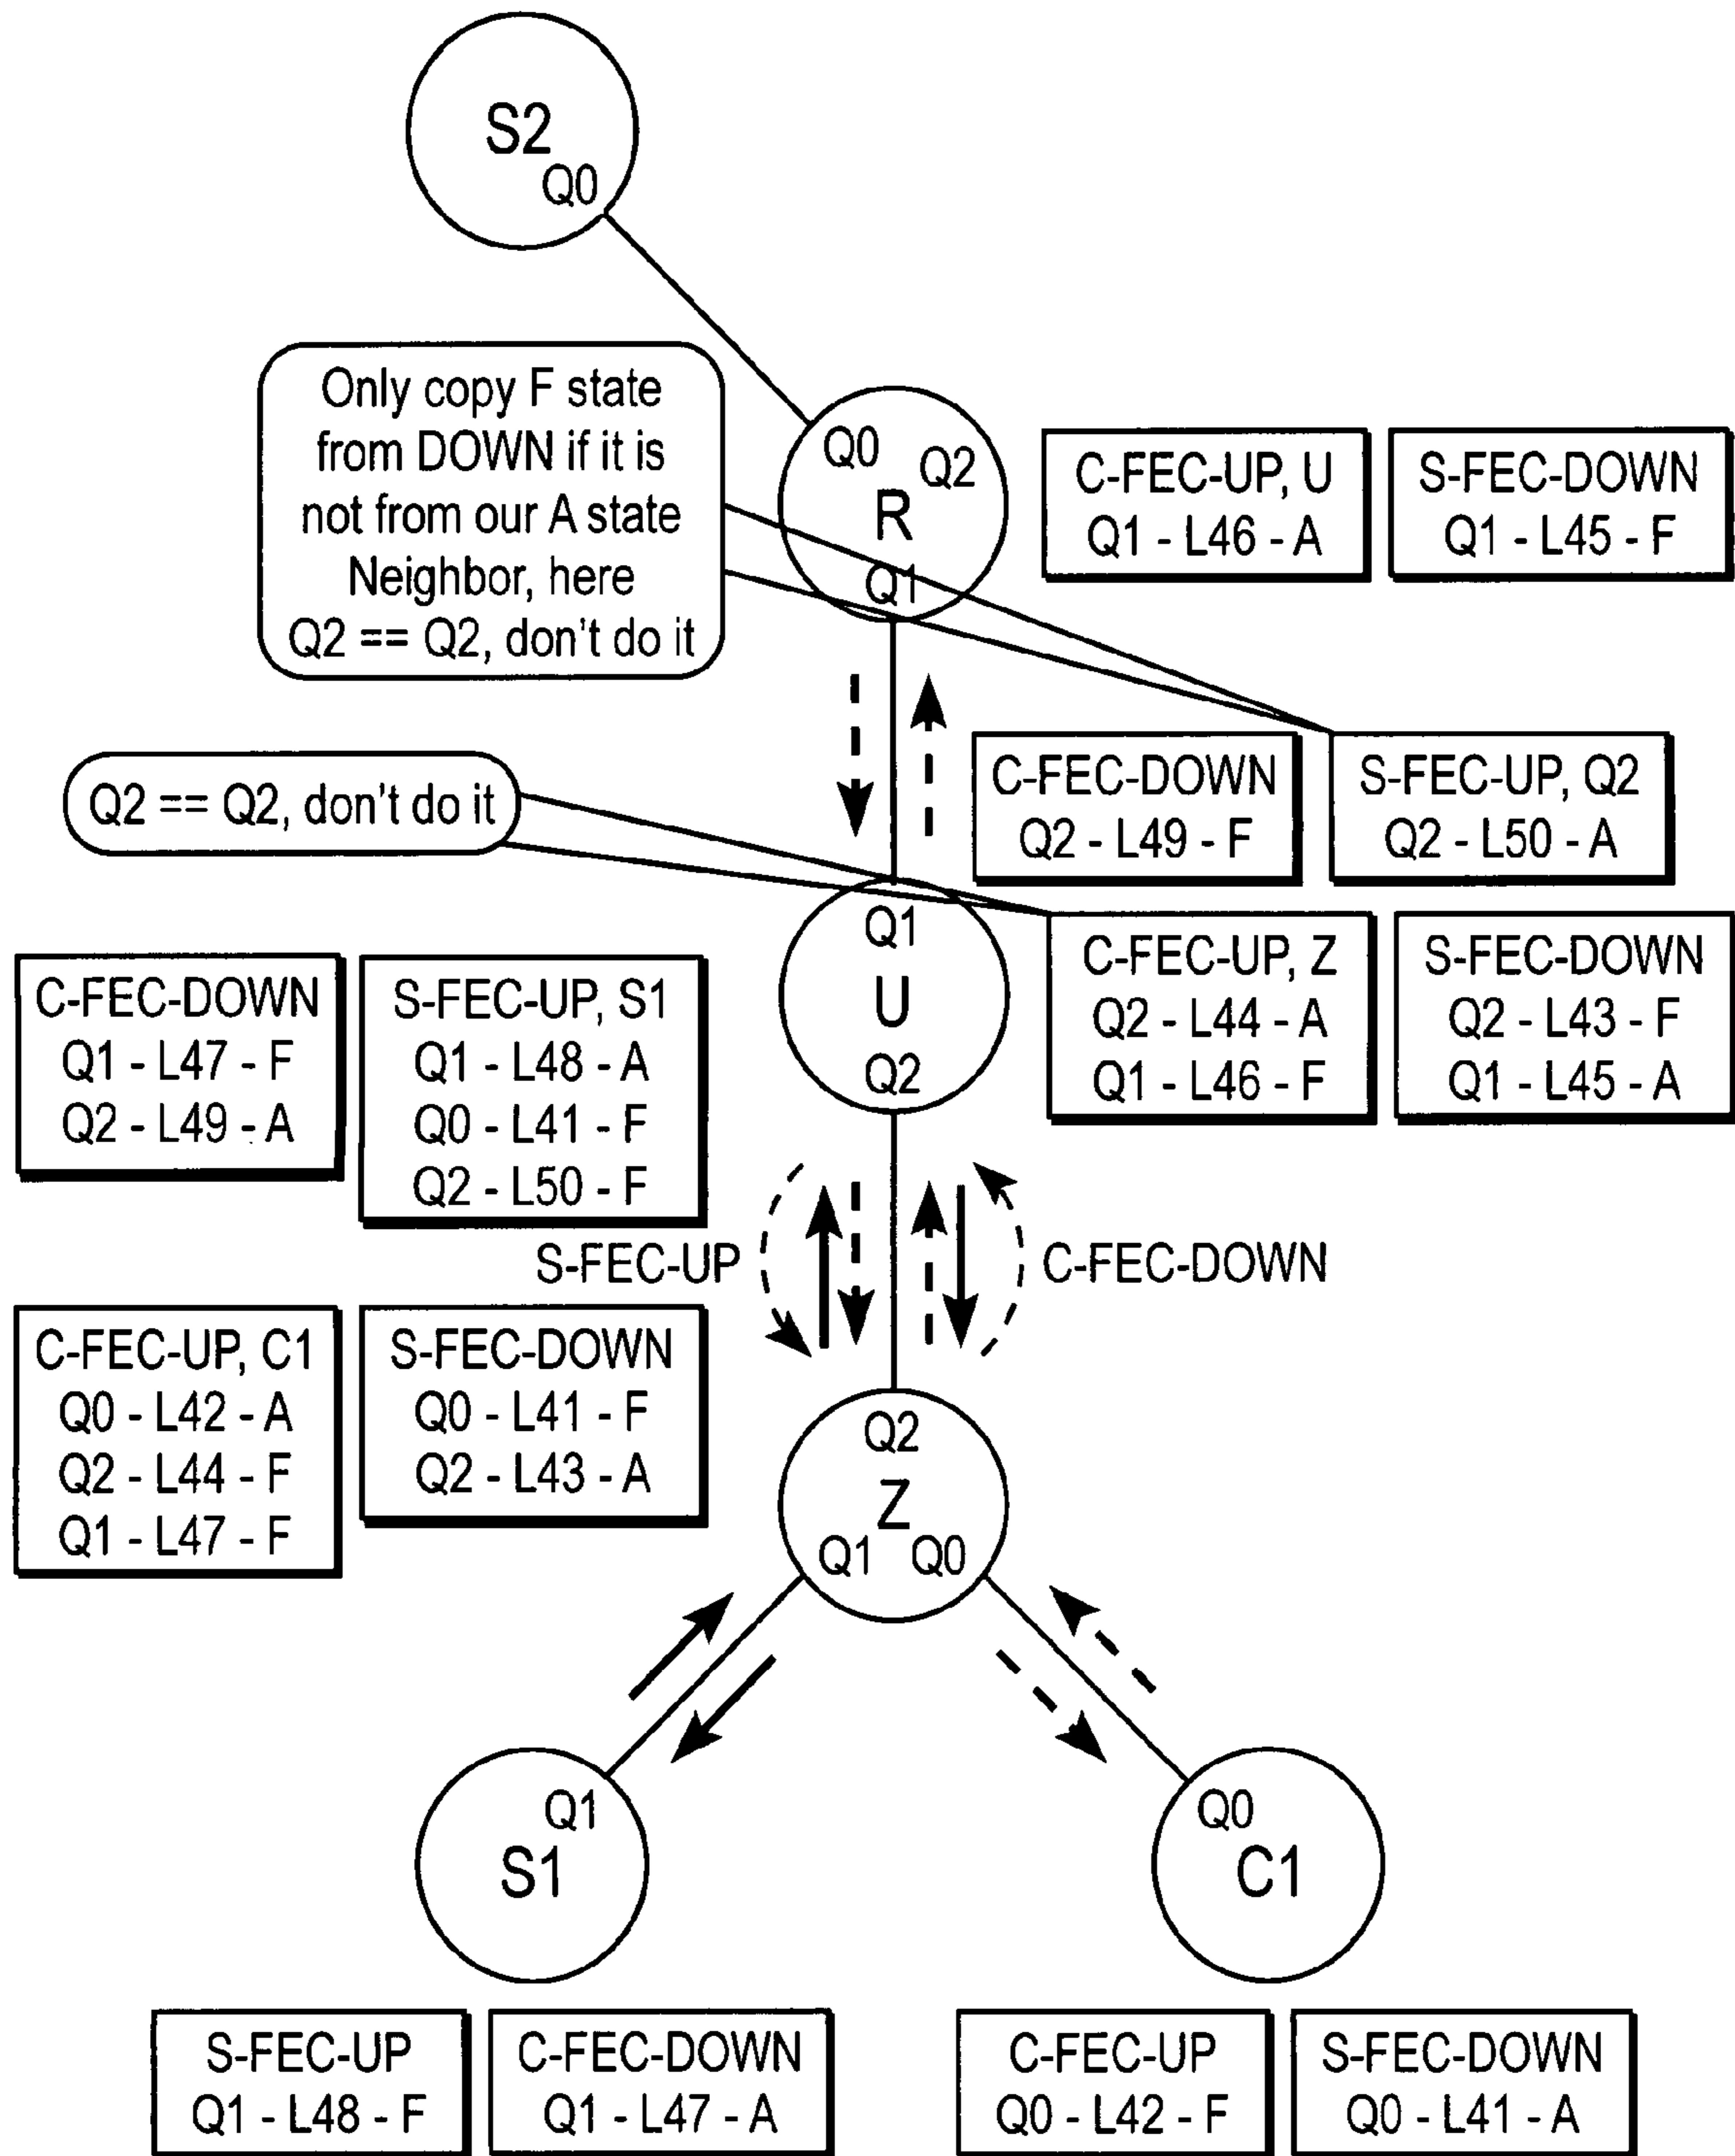 S2
Q0
Only copy F state
from DOWN if it is
not from our A state
Neighbor, here
Q2 == Q2, don't do it
Q0
Q2
R
Q1
C-FEC-UP, U
Q1 - L46 - A
S-FEC-DOWN
Q1 - L45 - F
Q2 == Q2, don't do it
C-FEC-DOWN
Q2 - L49 - F
S-FEC-UP, Q2
Q2 - L50 - A
Q1
U
Q2
C-FEC-UP, Z
Q2 - L44 - A
Q1 - L46 - F
S-FEC-DOWN
Q2 - L43 - F
Q1 - L45 - A
C-FEC-DOWN
Q1 - L47 - F
Q2 - L49 - A
S-FEC-UP, S1
Q1 - L48 - A
Q0 - L41 - F
Q2 - L50 - F
S-FEC-UP
C-FEC-DOWN
C-FEC-UP, C1
Q0 - L42 - A
Q2 - L44 - F
Q1 - L47 - F
S-FEC-DOWN
Q0 - L41 - F
Q2 - L43 - A
Q2
Z
Q1 Q0
Q1
S1
Q0
C1
S-FEC-UP
Q1 - L48 - F
C-FEC-DOWN
Q1 - L47 - A
C-FEC-UP
Q0 - L42 - F
S-FEC-DOWN
Q0 - L41 - A